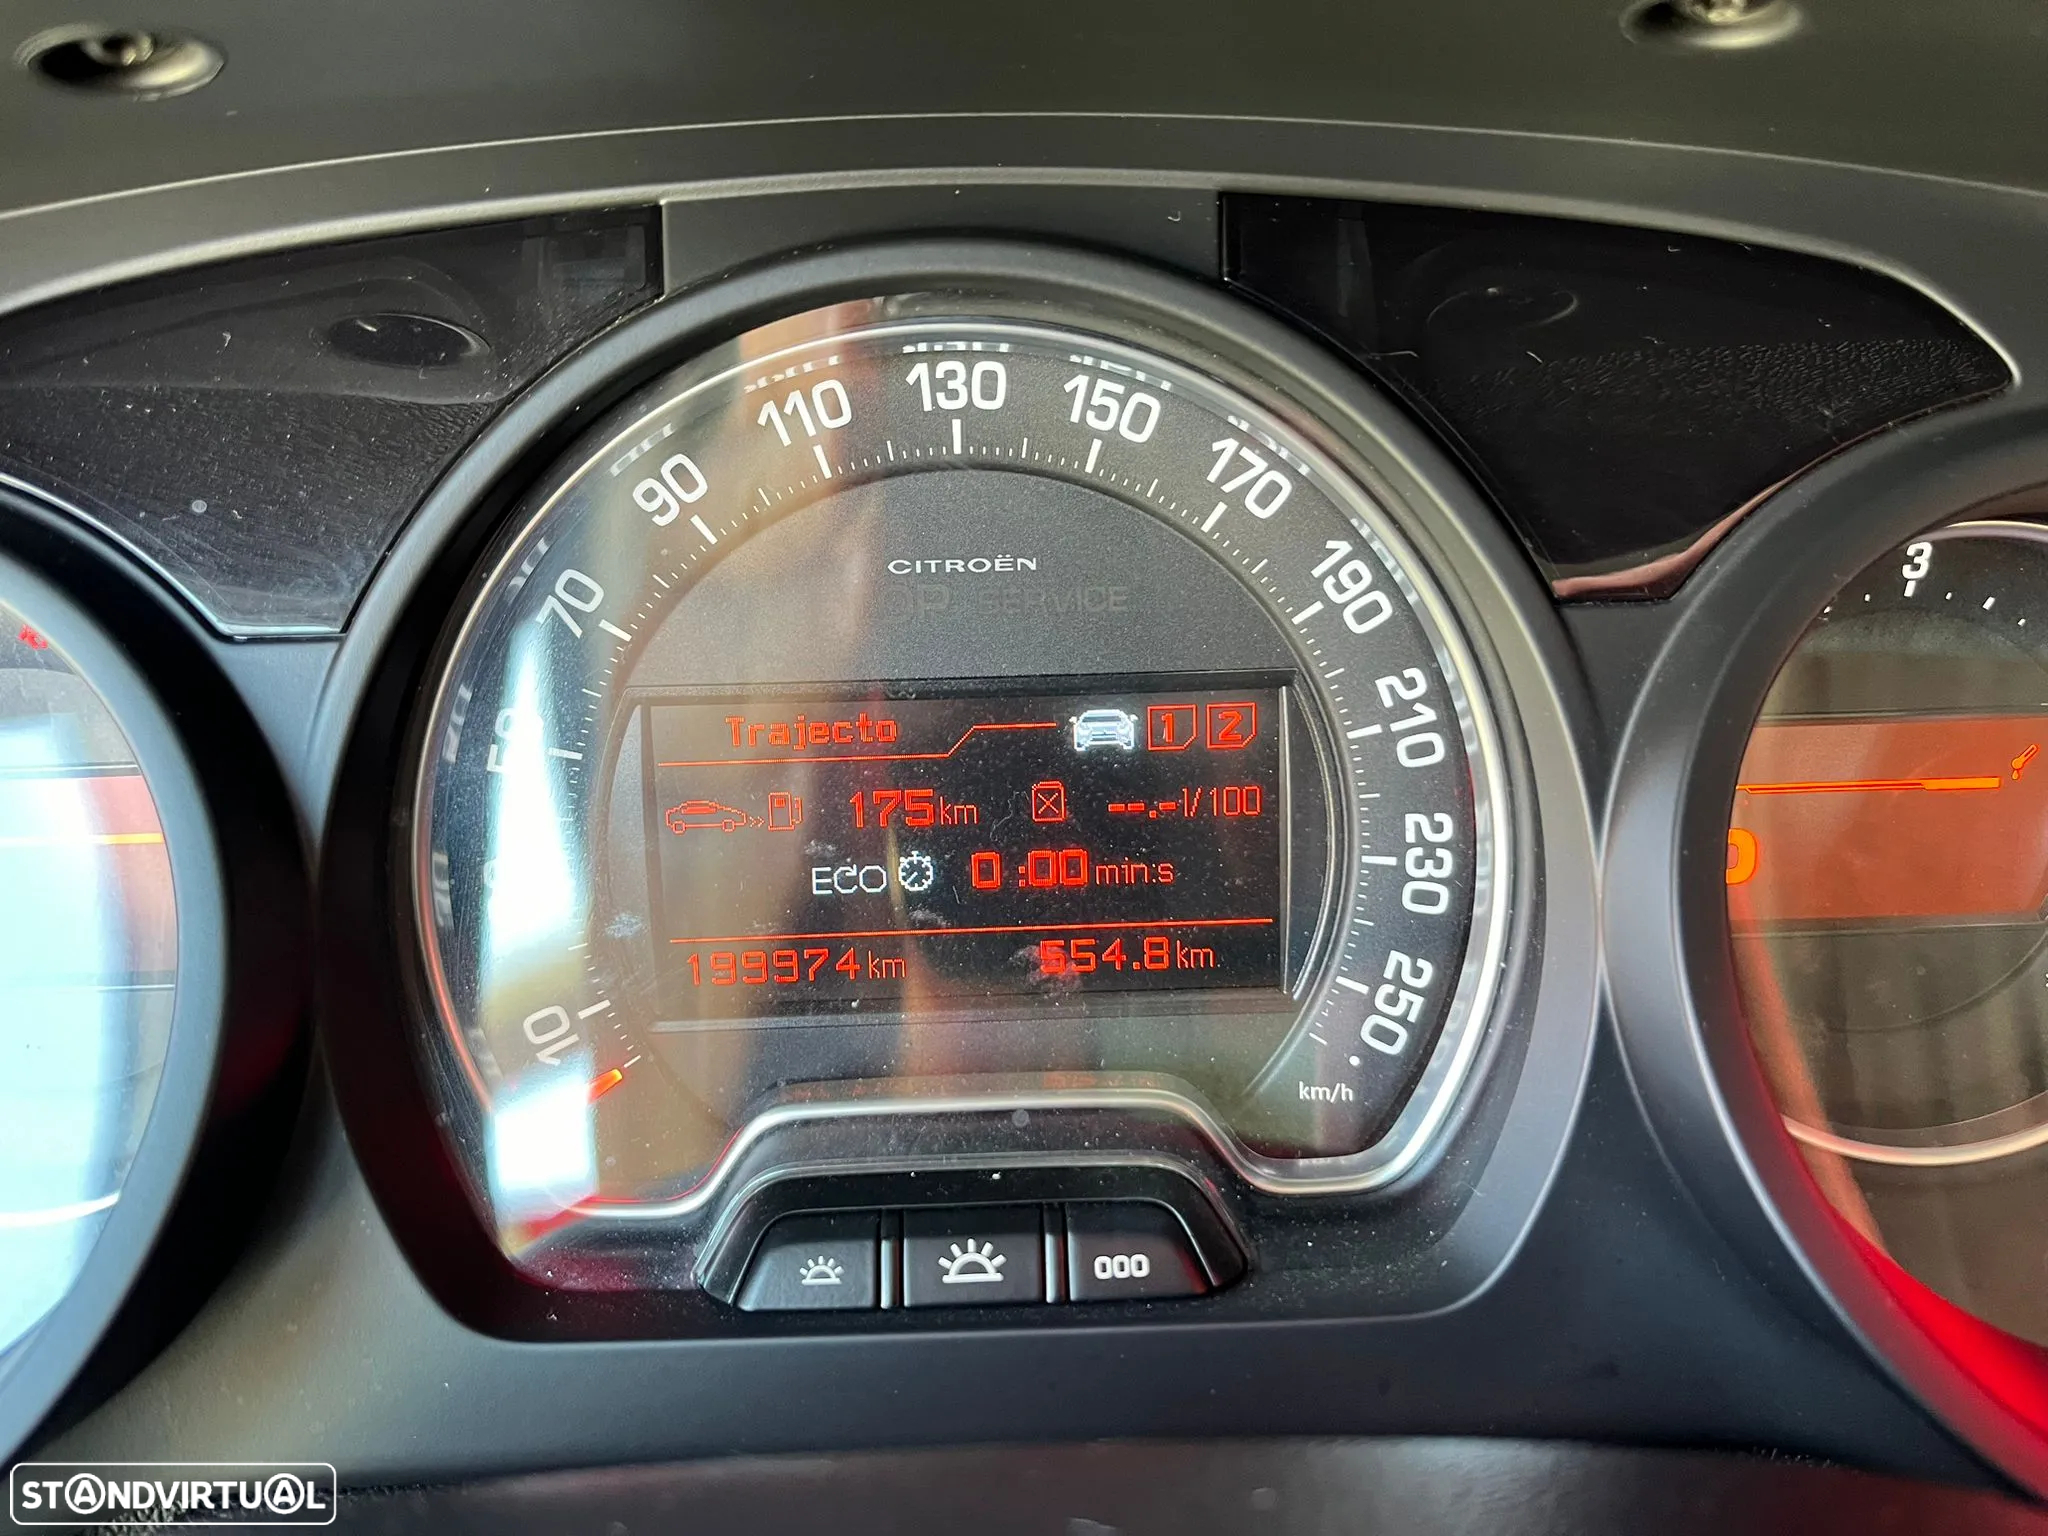 10
50
70
90
110
130
150
170
190
210
230
250
km/h
CITROËN
SERVICE
Trajecto 1 2
175km --.-l/100
ECO 0:00min:s
199974km 554.8km
3
000
STANDVIRTUAL